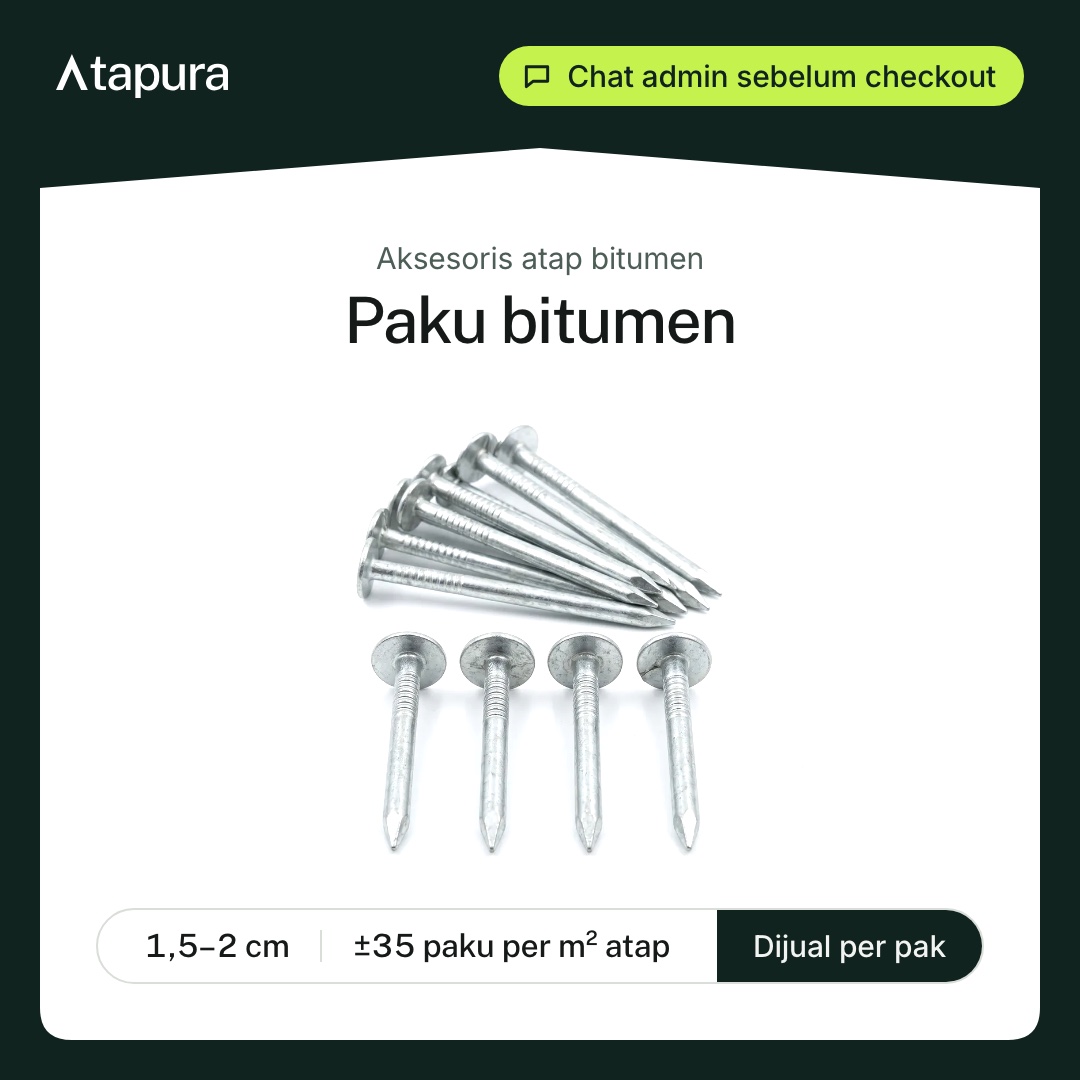 Atapura
Chat admin sebelum checkout
Aksesoris atap bitumen
Paku bitumen
1,5–2 cm
±35 paku per m² atap
Dijual per pak